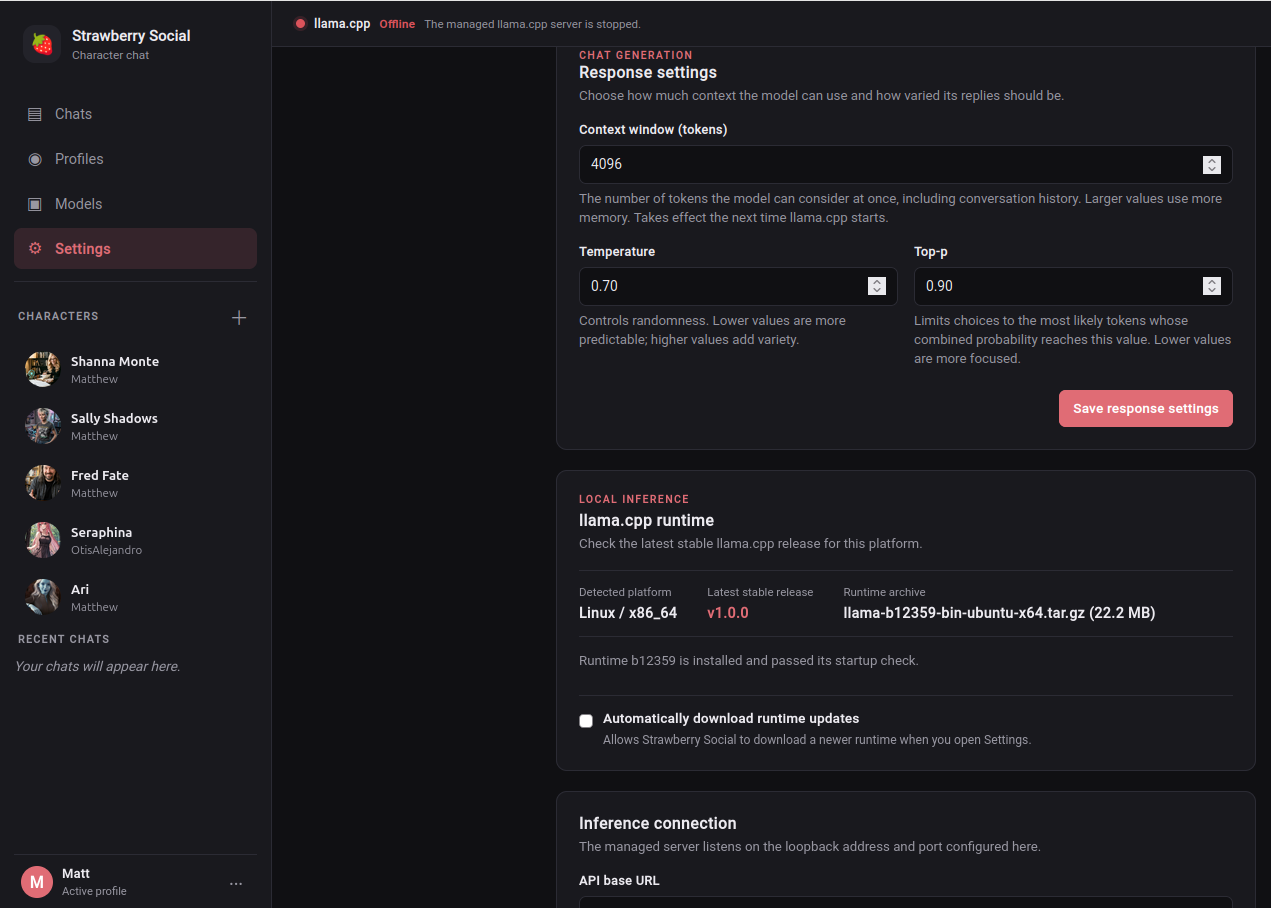 Strawberry Social
Character chat
Chats
Profiles
Models
Settings
CHARACTERS
Shanna Monte
Matthew
Sally Shadows
Matthew
Fred Fate
Matthew
Seraphina
OtisAlejandro
Ari
Matthew
RECENT CHATS
Your chats will appear here.
M
Matt
Active profile
...
llama.cpp Offline The managed llama.cpp server is stopped.
CHAT GENERATION
Response settings
Choose how much context the model can use and how varied its replies should be.
Context window (tokens)
4096
The number of tokens the model can consider at once, including conversation history. Larger values use more
memory. Takes effect the next time llama.cpp starts.
Temperature
0.70
Controls randomness. Lower values are more
predictable; higher values add variety.
Top-p
0.90
Limits choices to the most likely tokens whose
combined probability reaches this value. Lower values
are more focused.
Save response settings
LOCAL INFERENCE
llama.cpp runtime
Check the latest stable llama.cpp release for this platform.
Detected platform
Linux / x86_64
Latest stable release
v1.0.0
Runtime archive
llama-b12359-bin-ubuntu-x64.tar.gz (22.2 MB)
Runtime b12359 is installed and passed its startup check.
Automatically download runtime updates
Allows Strawberry Social to download a newer runtime when you open Settings.
Inference connection
The managed server listens on the loopback address and port configured here.
API base URL